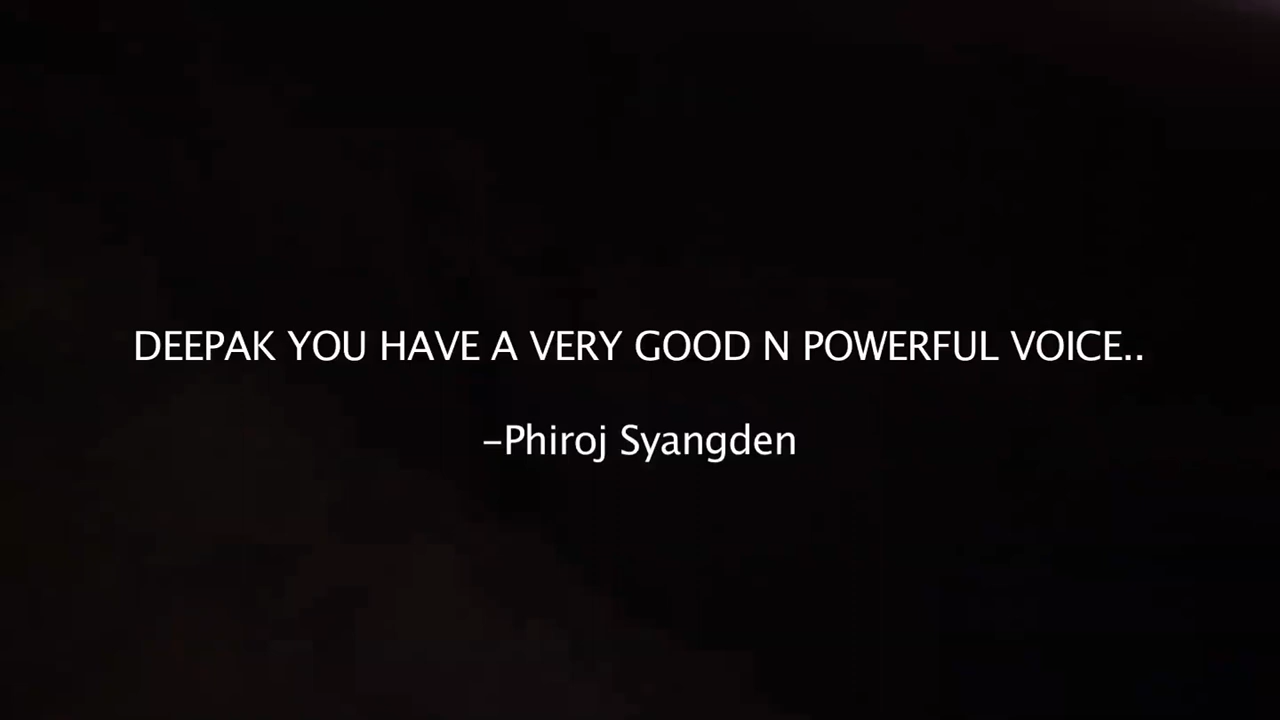 DEEPAK YOU HAVE A VERY GOOD N POWERFUL VOICE..
–Phiroj Syangden